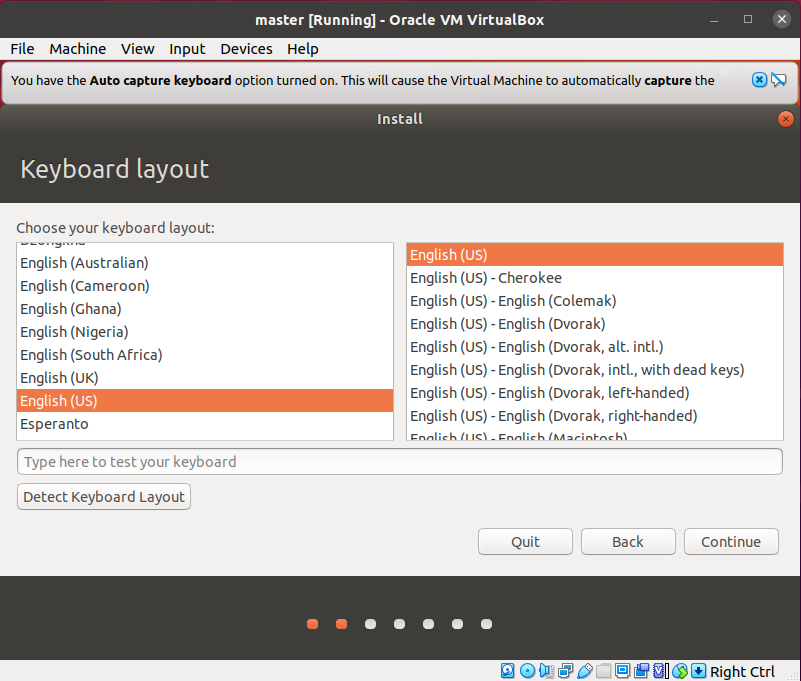 master [Running] - Oracle VM VirtualBox
File Machine View Input Devices Help
You have the Auto capture keyboard option turned on. This will cause the Virtual Machine to automatically capture the
Install
Keyboard layout
Choose your keyboard layout:
Dzongkha
English (Australian)
English (Cameroon)
English (Ghana)
English (Nigeria)
English (South Africa)
English (UK)
English (US)
Esperanto
English (US)
English (US) - Cherokee
English (US) - English (Colemak)
English (US) - English (Dvorak)
English (US) - English (Dvorak, alt. intl.)
English (US) - English (Dvorak, intl., with dead keys)
English (US) - English (Dvorak, left-handed)
English (US) - English (Dvorak, right-handed)
English (US) - English (Macintosh)
Type here to test your keyboard
Detect Keyboard Layout
Quit Back Continue
Right Ctrl